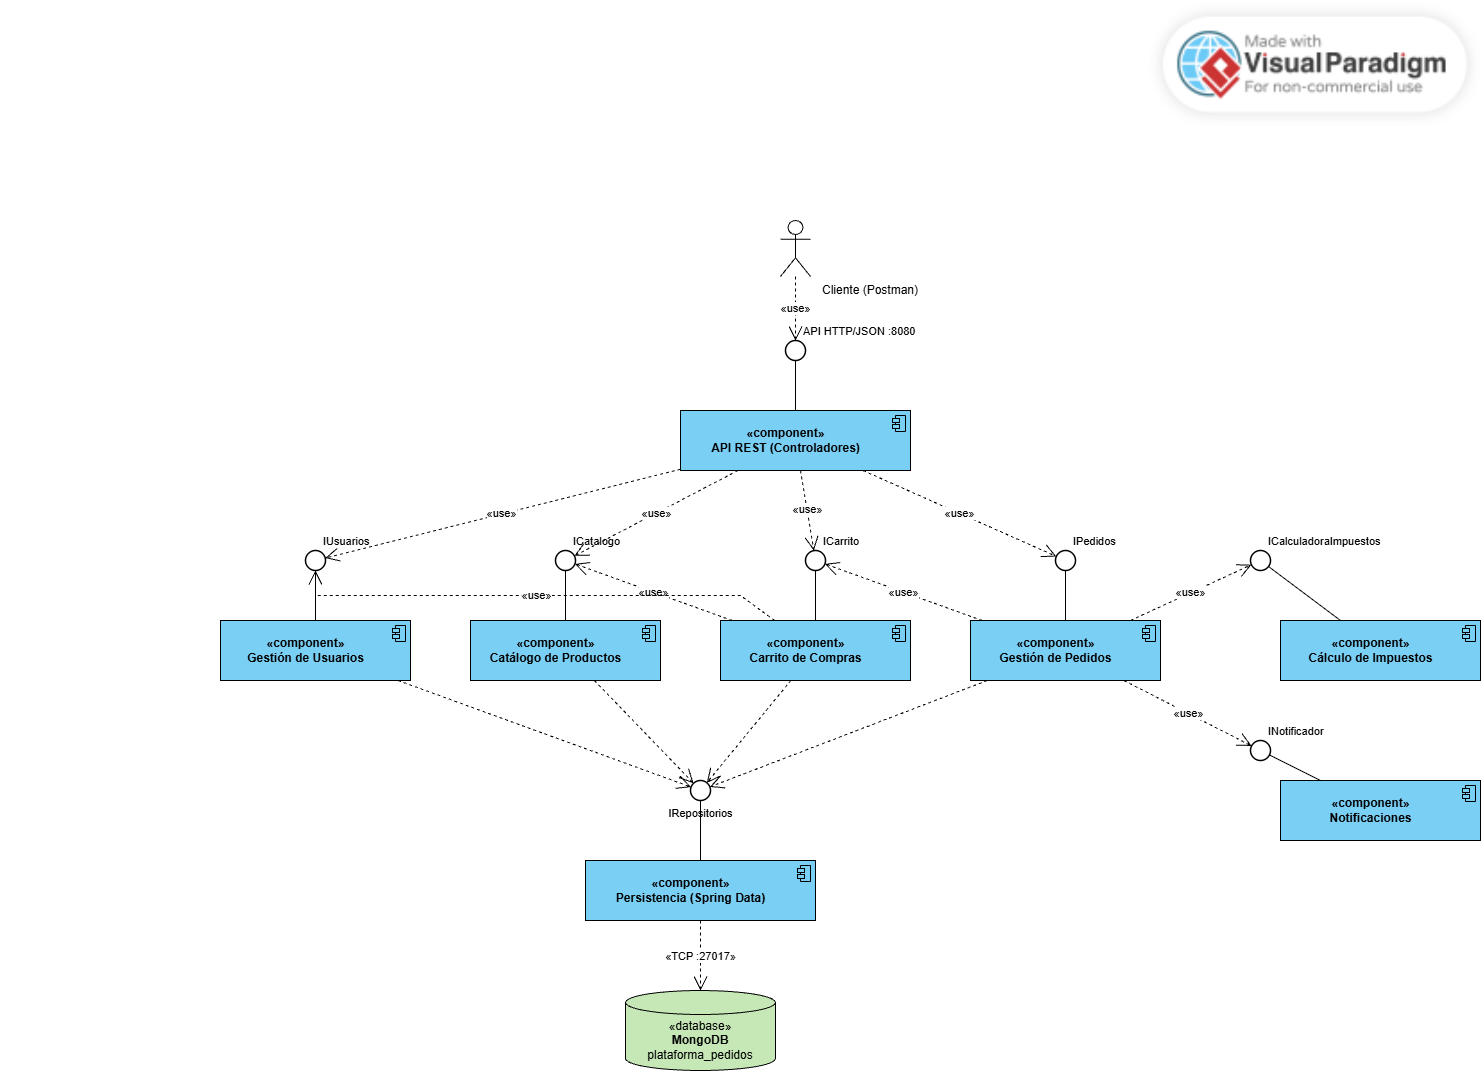 Made with
Visual Paradigm
For non-commercial use
Cliente (Postman)
«use»
API HTTP/JSON :8080
«component»
API REST (Controladores)
«use»
«use»
«use»
«use»
IUsuarios
ICatalogo
ICarrito
IPedidos
ICalculadoraImpuestos
«use»
«use»
«use»
«use»
«component»
Gestión de Usuarios
«component»
Catálogo de Productos
«component»
Carrito de Compras
«component»
Gestión de Pedidos
«component»
Cálculo de Impuestos
«use»
INotificador
«component»
Notificaciones
IRepositorios
«component»
Persistencia (Spring Data)
«TCP :27017»
«database»
MongoDB
plataforma_pedidos